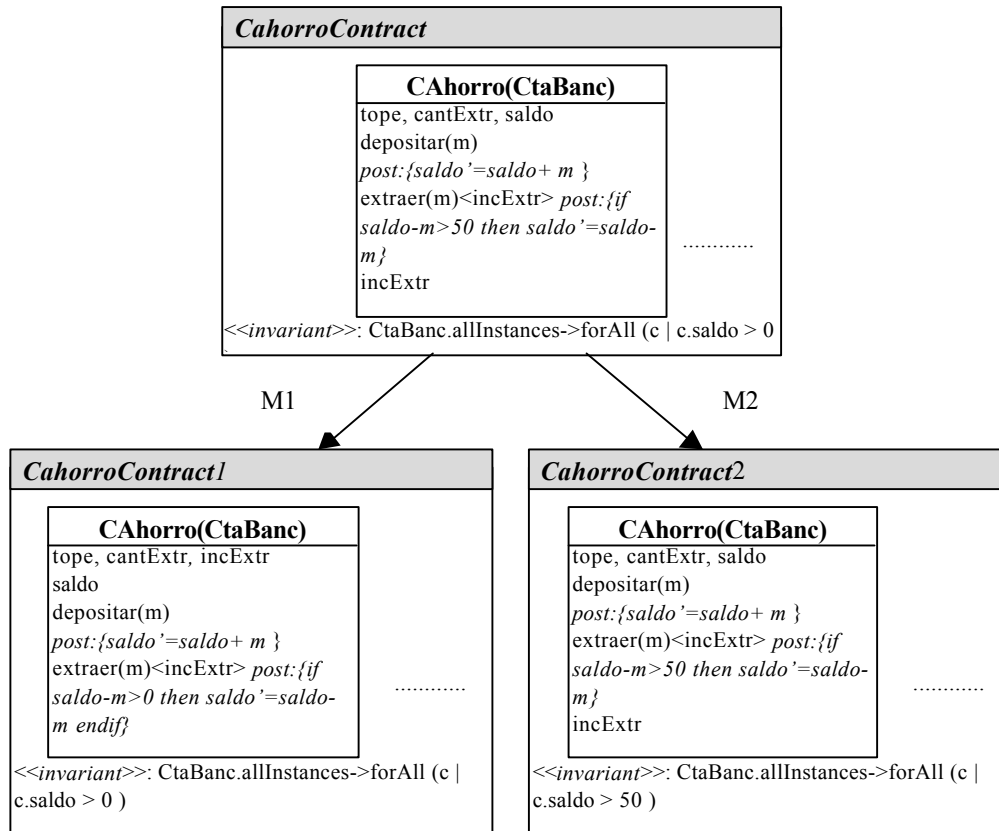 CahorroContract
CAhorro(CtaBanc)
tope, cantExtr, saldo
depositar(m)
post:{saldo’=saldo+ m }
extraer(m)<incExtr> post:{if
saldo-m>50 then saldo’=saldo-
m}
incExtr
............
<<invariant>>: CtaBanc.allInstances->forAll (c | c.saldo > 0
M1
M2
CahorroContract1
CAhorro(CtaBanc)
tope, cantExtr, incExtr
saldo
depositar(m)
post:{saldo’=saldo+ m }
extraer(m)<incExtr> post:{if
saldo-m>0 then saldo’=saldo-
m endif}
............
<<invariant>>: CtaBanc.allInstances->forAll (c |
c.saldo > 0 )
CahorroContract2
CAhorro(CtaBanc)
tope, cantExtr, saldo
depositar(m)
post:{saldo’=saldo+ m }
extraer(m)<incExtr> post:{if
saldo-m>50 then saldo’=saldo-
m}
incExtr
............
<<invariant>>: CtaBanc.allInstances->forAll (c |
c.saldo > 50 )